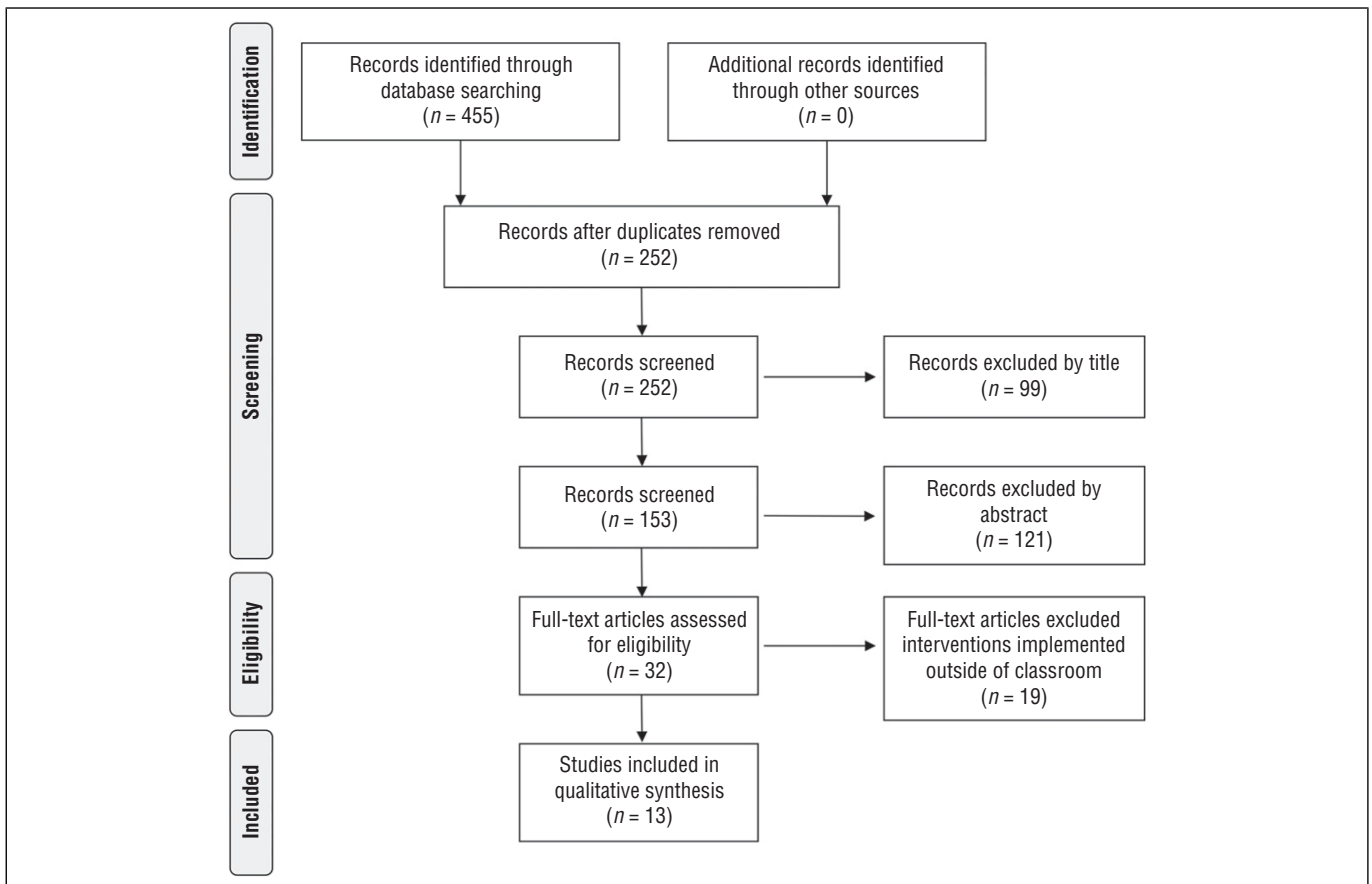 Identification
Records identified through
database searching
(n = 455)
Additional records identified
through other sources
(n = 0)
Screening
Records after duplicates removed
(n = 252)
Records screened
(n = 252)
Records excluded by title
(n = 99)
Records screened
(n = 153)
Records excluded by
abstract
(n = 121)
Eligibility
Full-text articles assessed
for eligibility
(n = 32)
Full-text articles excluded
interventions implemented
outside of classroom
(n = 19)
Included
Studies included in
qualitative synthesis
(n = 13)